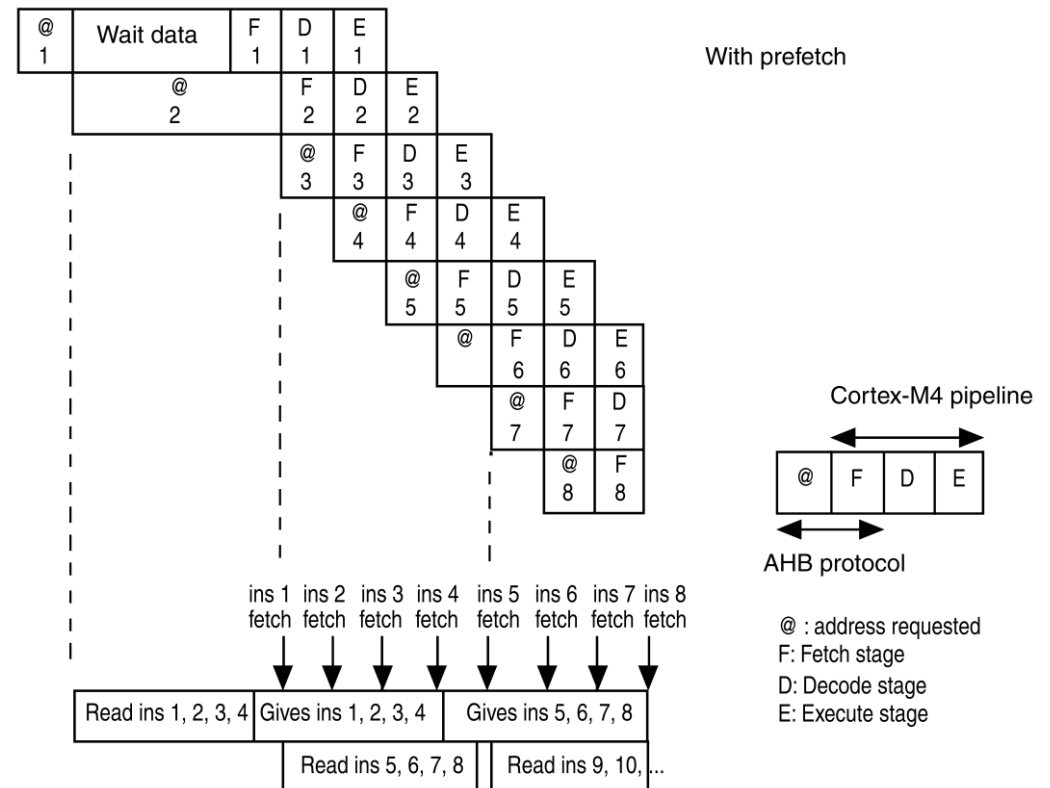 @ Wait data F D E
1 1 1 1
With prefetch
@ F D E
2 2 2 2
@ F D E
3 3 3 3
@ F D E
4 4 4 4
@ F D E
5 5 5 5
@ F D E
6 6 6
@ F D
7 7 7
@ F
8 8
Cortex-M4 pipeline
@ F D E
AHB protocol
@ : address requested
F: Fetch stage
D: Decode stage
E: Execute stage
ins 1 ins 2 ins 3 ins 4 ins 5 ins 6 ins 7 ins 8
fetch fetch fetch fetch fetch fetch fetch fetch
Read ins 1, 2, 3, 4 Gives ins 1, 2, 3, 4 Gives ins 5, 6, 7, 8
Read ins 5, 6, 7, 8 Read ins 9, 10, ...